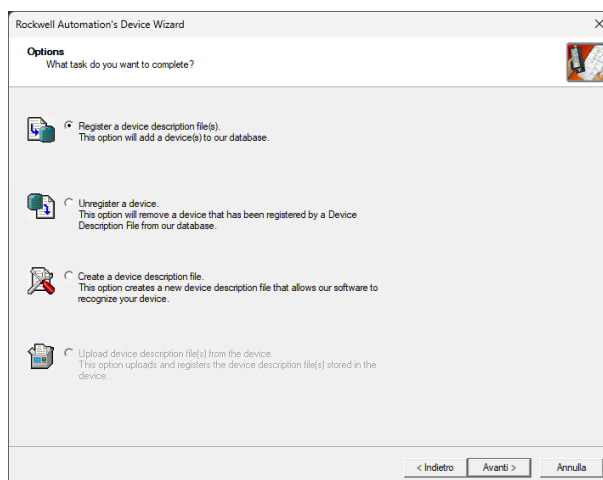 Rockwell Automation's Device Wizard
Options
What task do you want to complete?
Register a device description file(s).
This option will add a device(s) to our database.
Unregister a device.
This option will remove a device that has been registered by a Device
Description File from our database.
Create a device description file.
This option creates a new device description file that allows our software to
recognize your device.
Upload device description file(s) from the device.
This option uploads and registers the device description file(s) stored in the
device.
< Indietro
Avanti >
Annulla